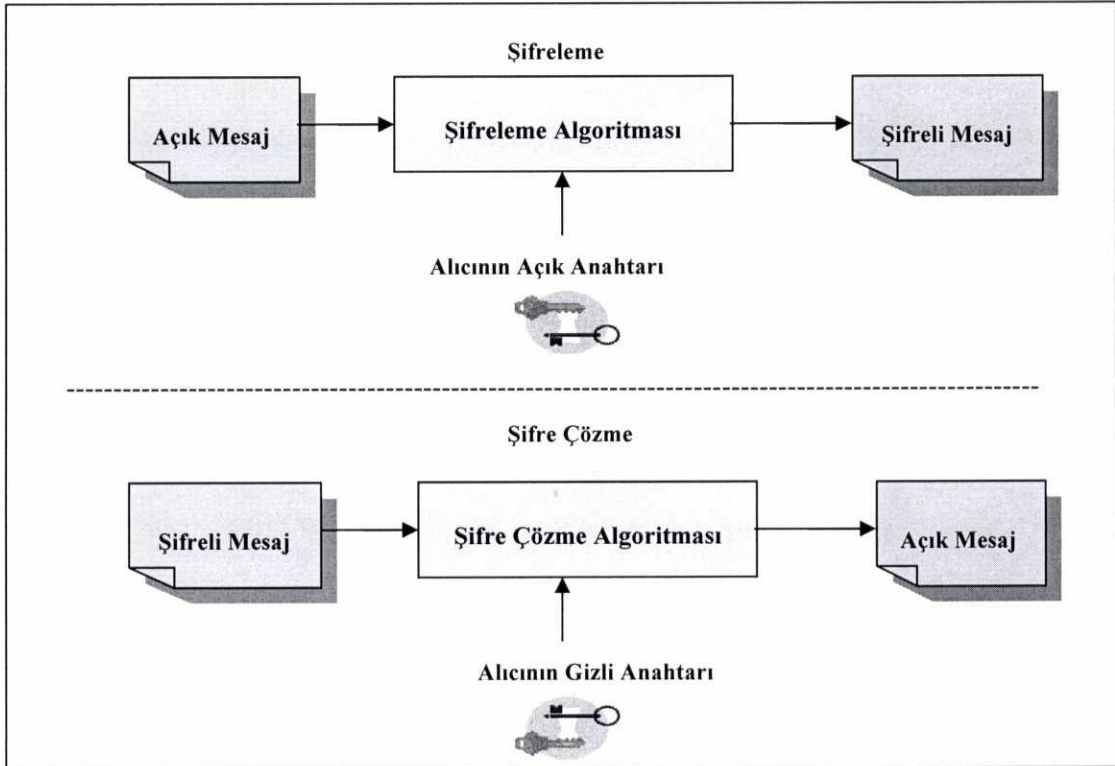 Şifreleme
Açık Mesaj
Şifreleme Algoritması
Şifreli Mesaj
Alıcının Açık Anahtarı
Şifre Çözme
Şifreli Mesaj
Şifre Çözme Algoritması
Açık Mesaj
Alıcının Gizli Anahtarı